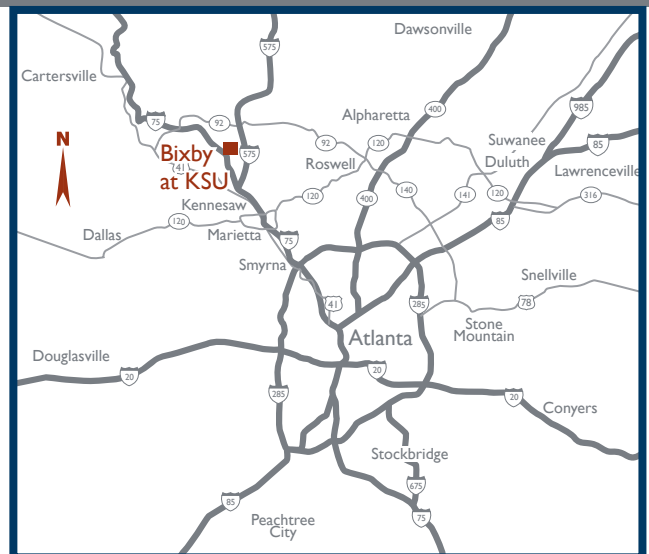 575
Dawsonville
Cartersville
400
985
75
92
Alpharetta
N
92
120
Suwanee
85
Bixby
at KSU
41
575
Roswell
Duluth
Lawrenceville
120
400
140
141
120
316
Kennesaw
85
120
Dallas
Marietta
75
Smyrna
285
41
Snellville
78
Stone
Mountain
Atlanta
Douglasville
20
20
285
20
Conyers
Stockbridge
675
85
75
Peachtree
City